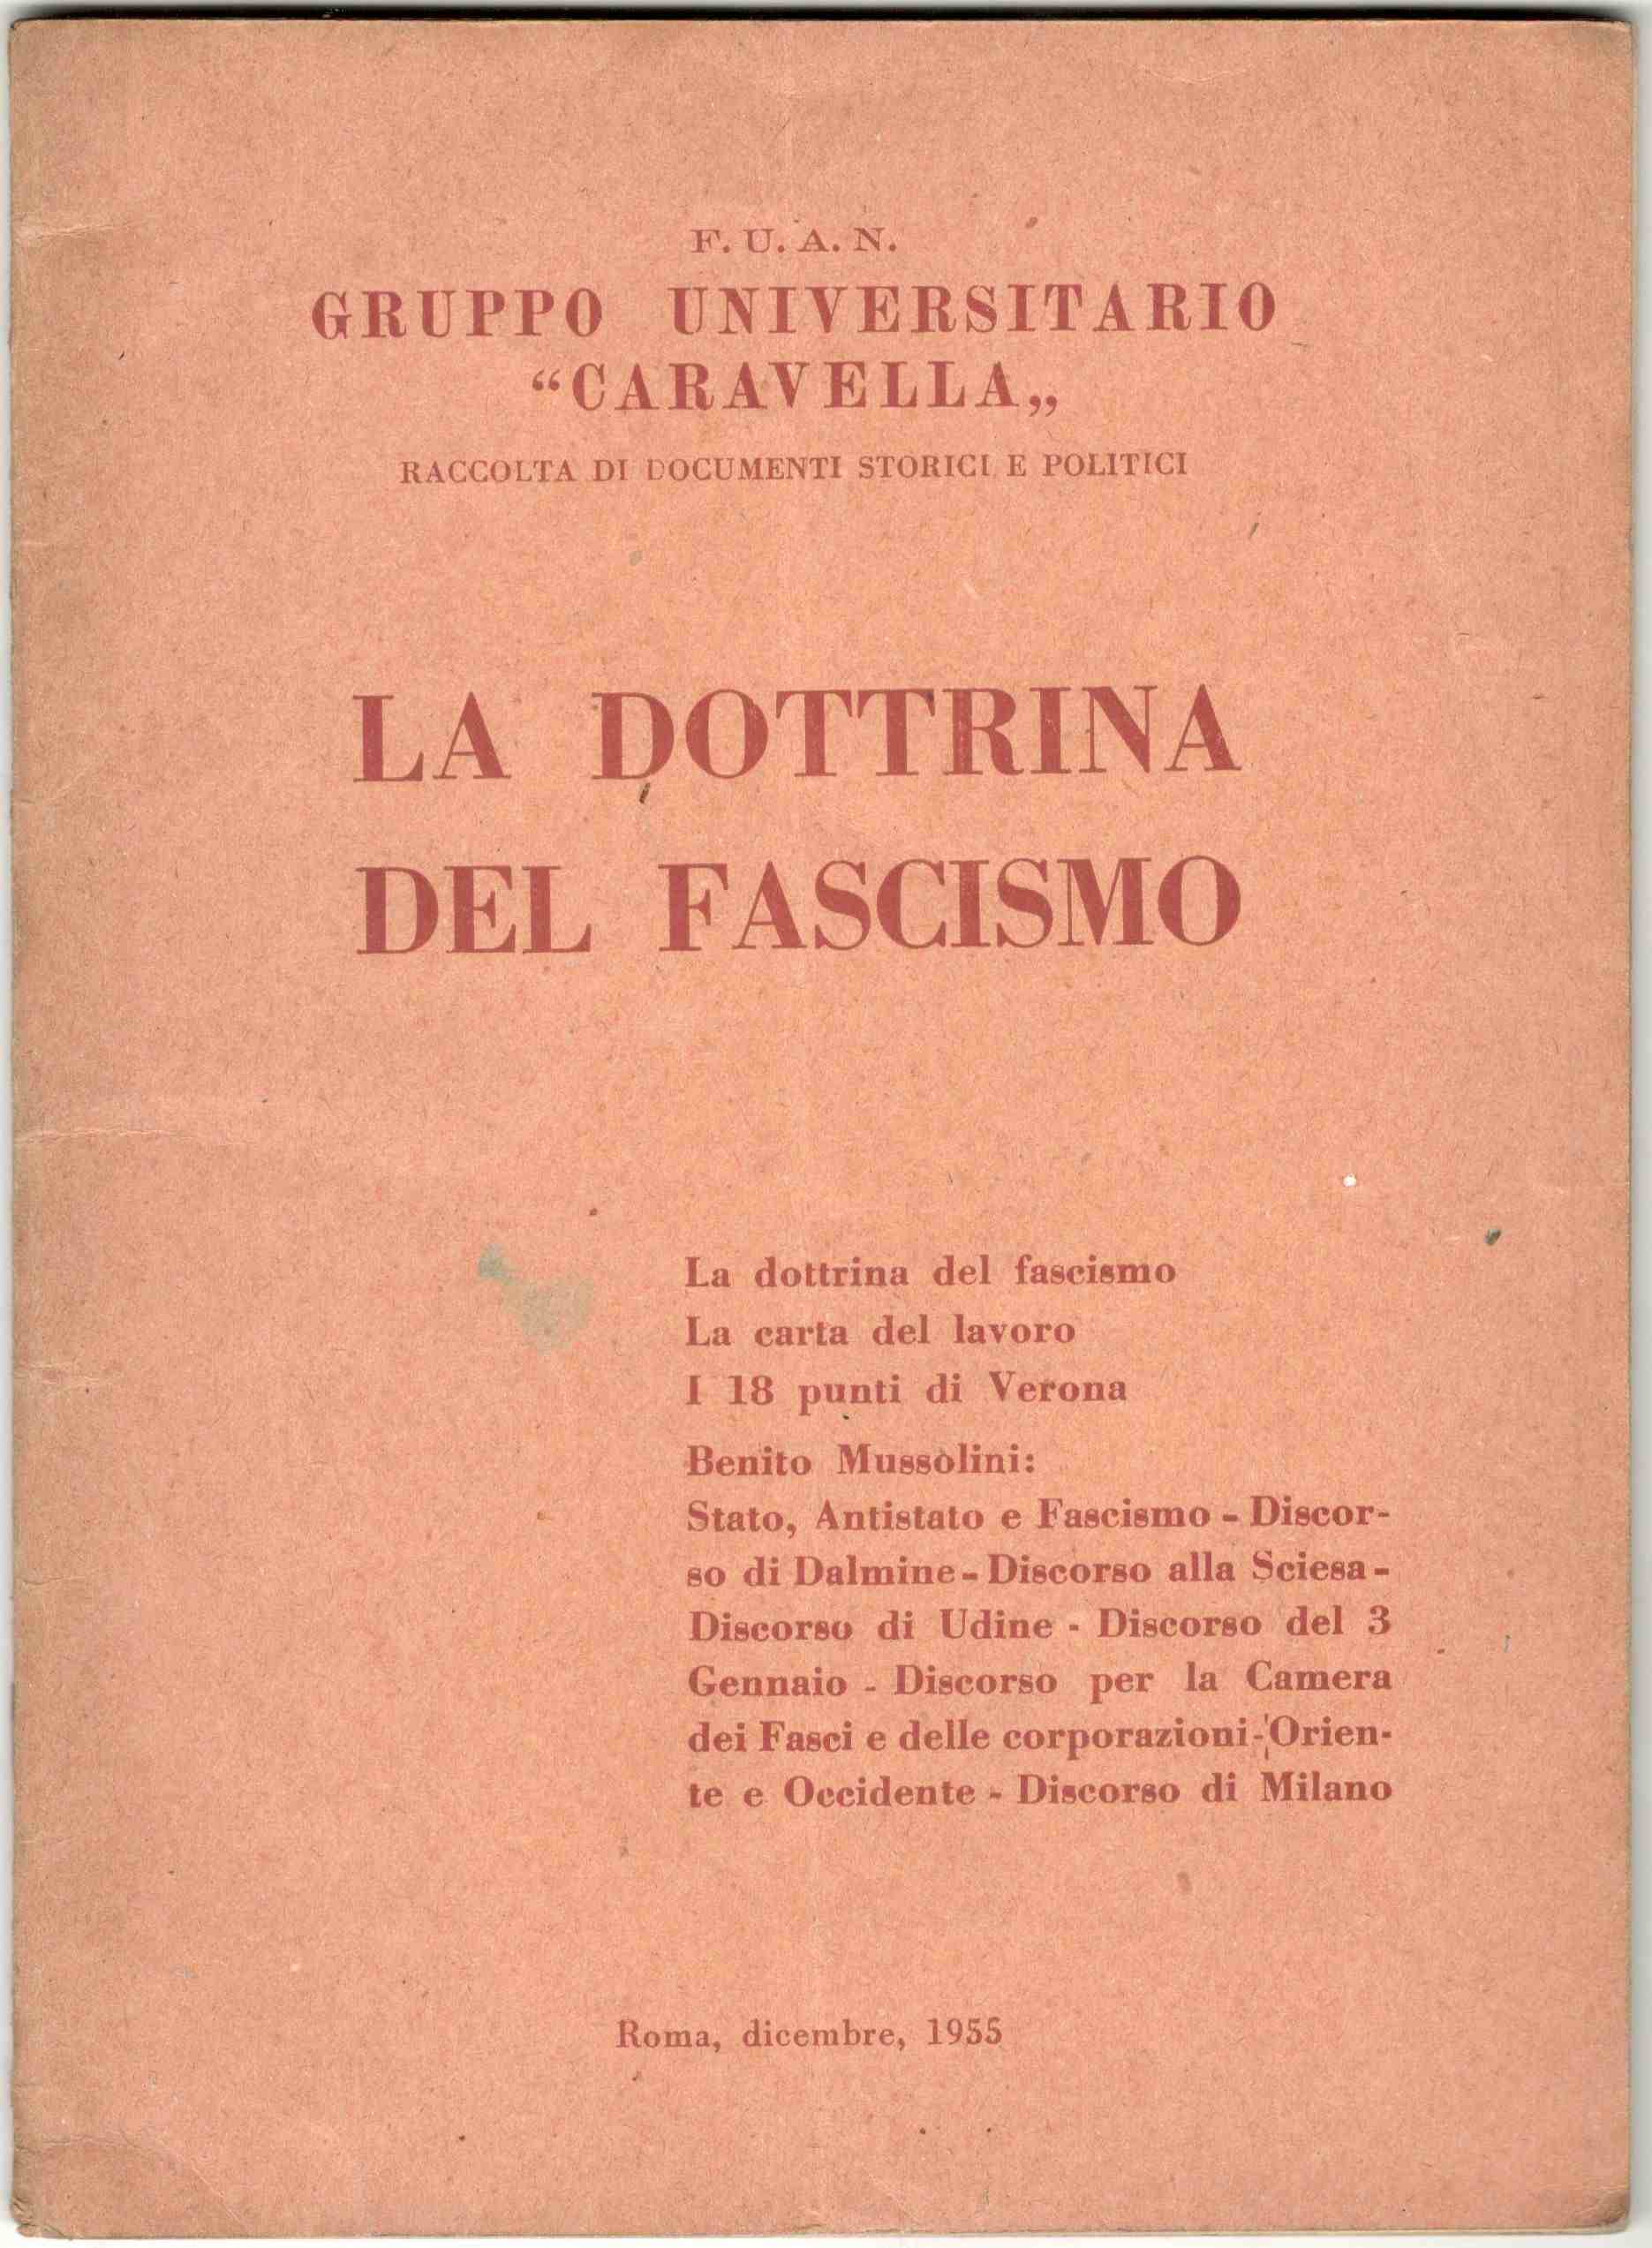 F. U. A. N.
GRUPPO UNIVERSITARIO
“CARAVELLA„
RACCOLTA DI DOCUMENTI STORICI E POLITICI
LA DOTTRINA
DEL FASCISMO
La dottrina del fascismo
La carta del lavoro
I 18 punti di Verona
Benito Mussolini:
Stato, Antistato e Fascismo - Discor-
so di Dalmine - Discorso alla Sciesa -
Discorso di Udine - Discorso del 3
Gennaio - Discorso per la Camera
dei Fasci e delle corporazioni - Orien-
te e Occidente - Discorso di Milano
Roma, dicembre, 1955